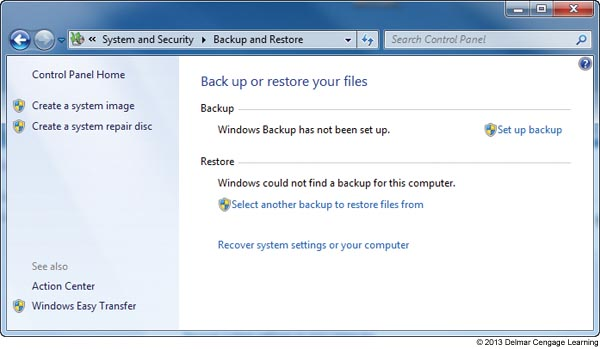 « System and Security Backup and Restore Search Control Panel
Control Panel Home
Create a system image
Create a system repair disc
See also
Action Center
Windows Easy Transfer
Back up or restore your files
Backup
Windows Backup has not been set up. Set up backup
Restore
Windows could not find a backup for this computer.
Select another backup to restore files from
Recover system settings or your computer
© 2013 Delmar Cengage Learning